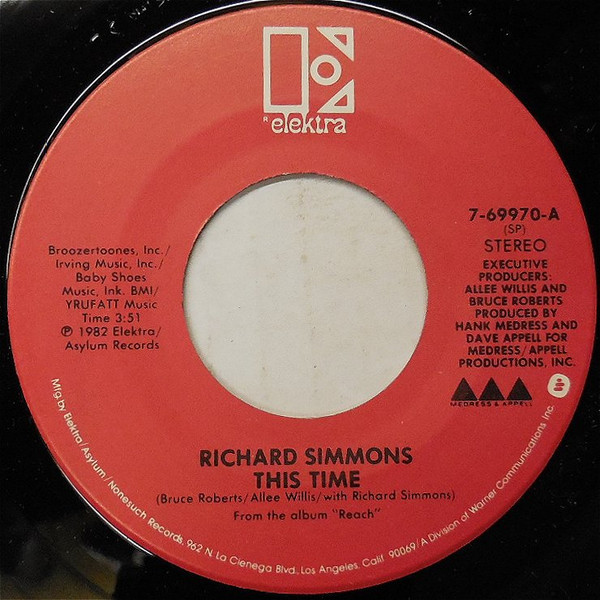 ® elektra
7-69970-A
(SP)
STEREO
EXECUTIVE
PRODUCERS:
ALLEE WILLIS AND
BRUCE ROBERTS
PRODUCED BY
HANK MEDRESS AND
DAVE APPELL FOR
MEDRESS/APPELL
PRODUCTIONS, INC.
MEDRESS & APPELL
Broozertoones, Inc./
Irving Music, Inc./
Baby Shoes
Music, Ink. BMI/
YRUFATT Music
Time 3:51
℗ 1982 Elektra/
Asylum Records
RICHARD SIMMONS
THIS TIME
(Bruce Roberts/Allee Willis/with Richard Simmons)
From the album "Reach"
Mfg by Elektra/Asylum/Nonesuch Records, 962 N. La Cienega Blvd., Los Angeles, Calif 90069/A Division of Warner Communications Inc.